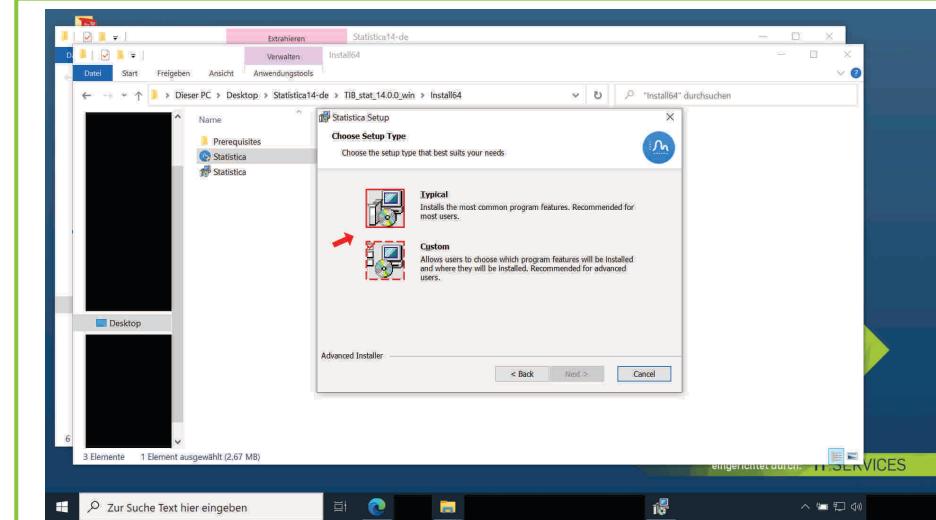 Extrahieren
Statistica14-de
Verwalten
Install64
Datei Start Freigeben Ansicht Anwendungstools
Dieser PC > Desktop > Statistica14-de > TIB_stat_14.0.0_win > Install64
"Install64" durchsuchen
Name
Prerequisites
Statistica
Statistica
Desktop
Statistica Setup
Choose Setup Type
Choose the setup type that best suits your needs
Typical
Installs the most common program features. Recommended for
most users.
Custom
Allows users to choose which program features will be installed
and where they will be installed. Recommended for advanced
users.
Advanced Installer
< Back Next > Cancel
6
3 Elemente 1 Element ausgewählt (2,67 MB)
eingerichtet durch: IT.SERVICES
Zur Suche Text hier eingeben